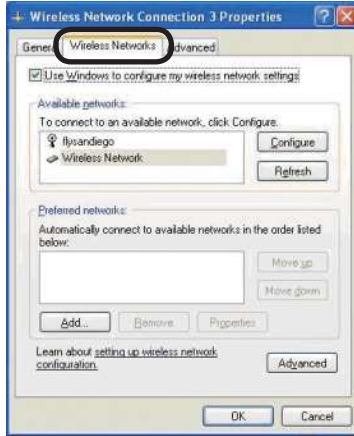 Wireless Network Connection 3 Properties
General Wireless Networks Advanced
Use Windows to configure my wireless network settings
Available networks:
To connect to an available network, click Configure.
flysandiego
Wireless Network
Configure
Refresh
Preferred networks:
Automatically connect to available networks in the order listed
below:
Move up
Move down
Add... Remove Properties
Learn about setting up wireless network
configuration.
Advanced
OK Cancel